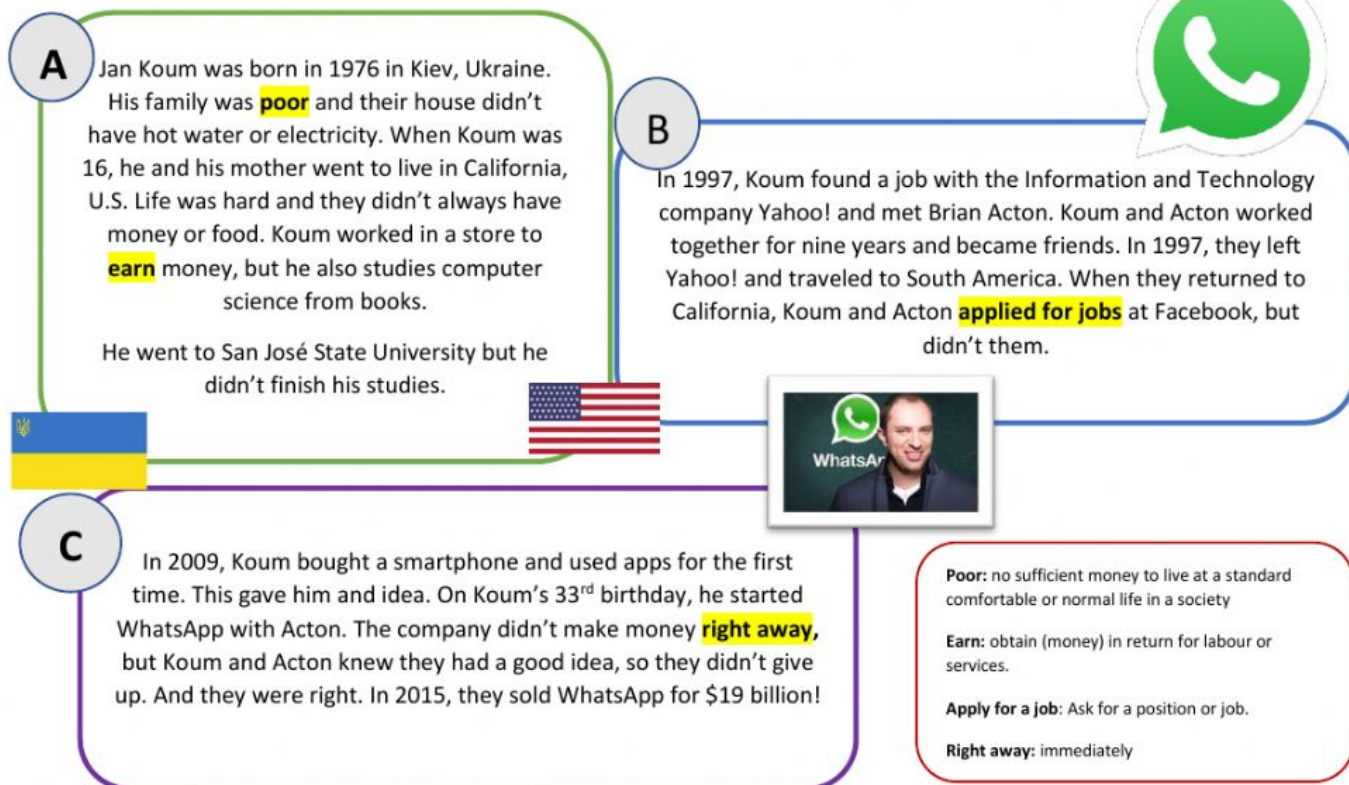 A
Jan Koum was born in 1976 in Kiev, Ukraine.
His family was poor and their house didn't
have hot water or electricity. When Koum was
16, he and his mother went to live in California,
U.S. Life was hard and they didn't always have
money or food. Koum worked in a store to
earn money, but he also studies computer
science from books.
He went to San José State University but he
didn't finish his studies.
B
In 1997, Koum found a job with the Information and Technology
company Yahoo! and met Brian Acton. Koum and Acton worked
together for nine years and became friends. In 1997, they left
Yahoo! and traveled to South America. When they returned to
California, Koum and Acton applied for jobs at Facebook, but
didn't them.
WhatsAp
C
In 2009, Koum bought a smartphone and used apps for the first
time. This gave him and idea. On Koum's 33rd birthday, he started
WhatsApp with Acton. The company didn't make money right away,
but Koum and Acton knew they had a good idea, so they didn't give
up. And they were right. In 2015, they sold WhatsApp for $19 billion!
Poor: no sufficient money to live at a standard
comfortable or normal life in a society
Earn: obtain (money) in return for labour or
services.
Apply for a job: Ask for a position or job.
Right away: immediately